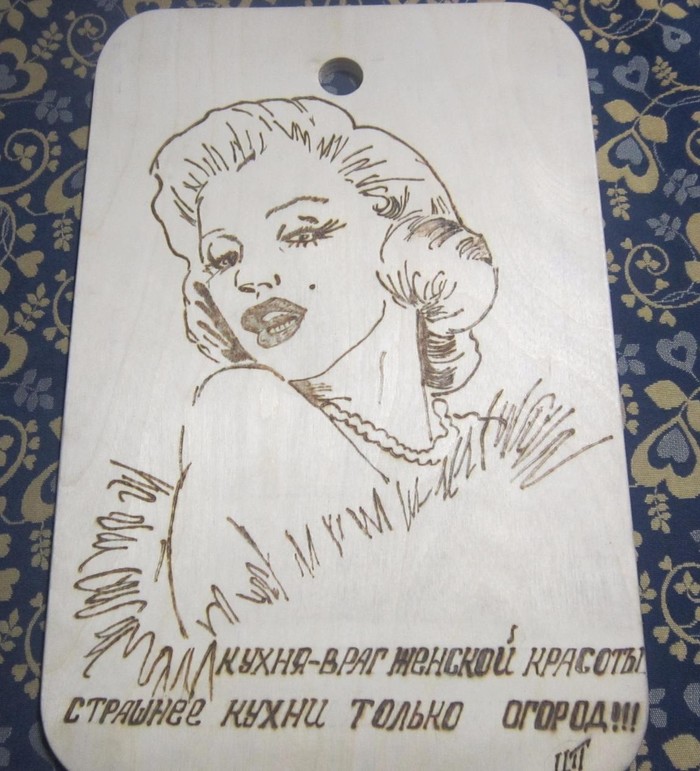 КУХНЯ-ВРАГ ЖЕНСКОЙ КРАСОТЫ
СТРАШНЕЕ КУХНИ ТОЛЬКО ОГОРОД!!!